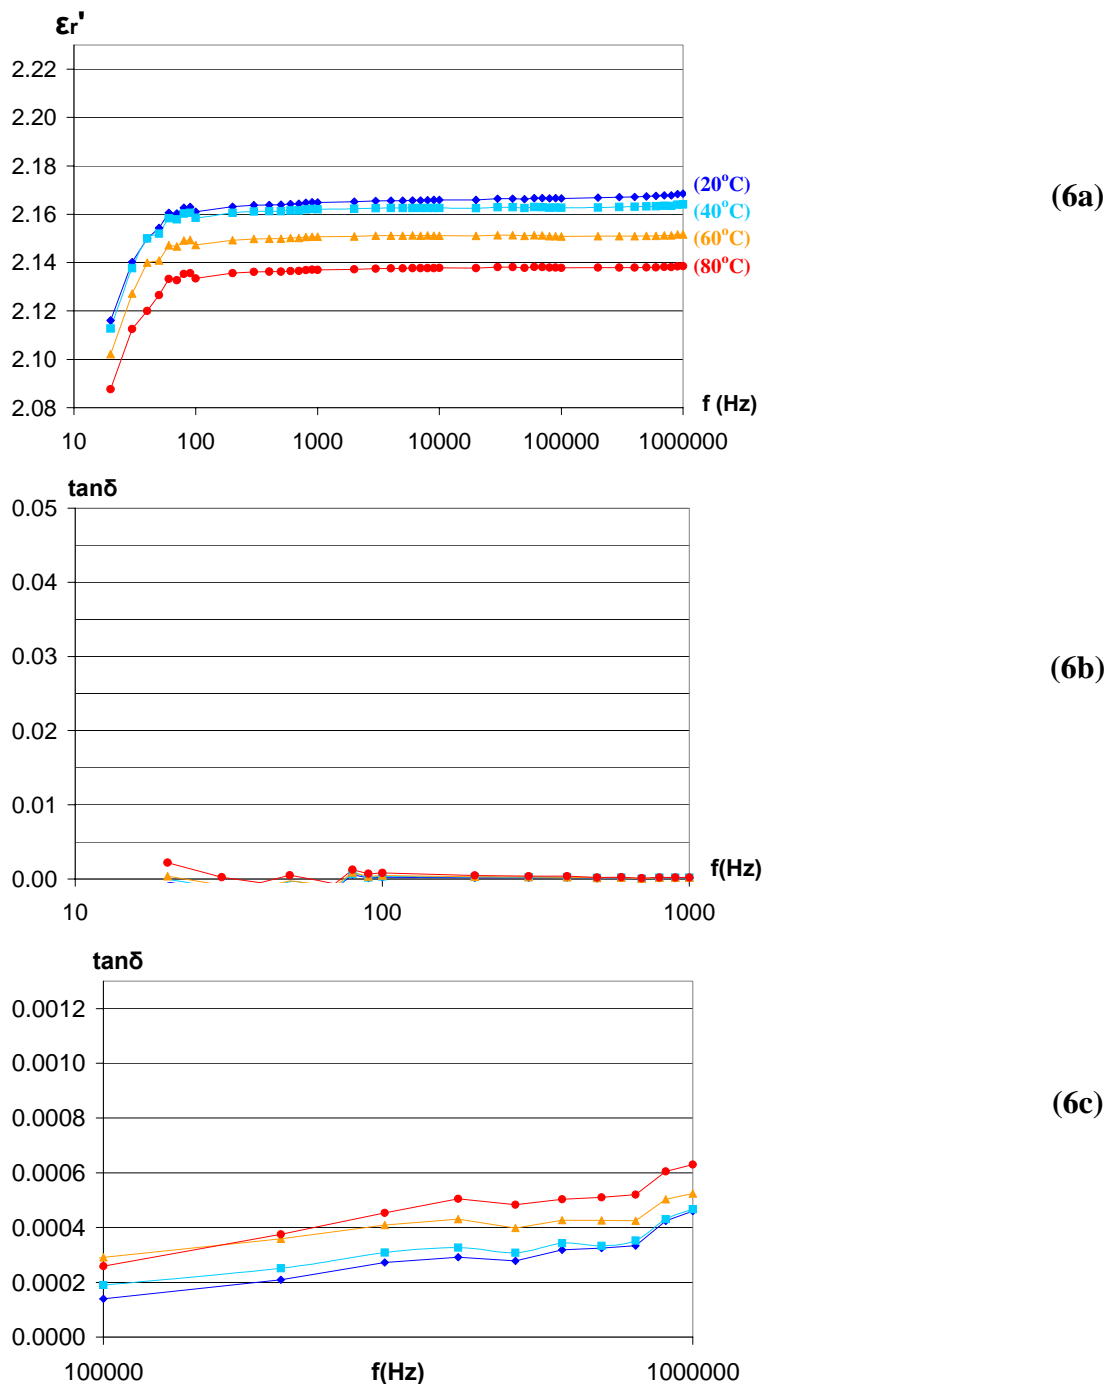 εr'
2.22
2.20
2.18
2.16
2.14
2.12
2.10
2.08
(20°C)
(40°C)
(60°C)
(80°C)
(6a)
f (Hz)
10 100 1000 10000 100000 1000000
tanδ
0.05
0.04
0.03
0.02
0.01
0.00
(6b)
f(Hz)
10 100 1000
tanδ
0.0012
0.0010
0.0008
0.0006
0.0004
0.0002
0.0000
(6c)
100000 f(Hz) 1000000